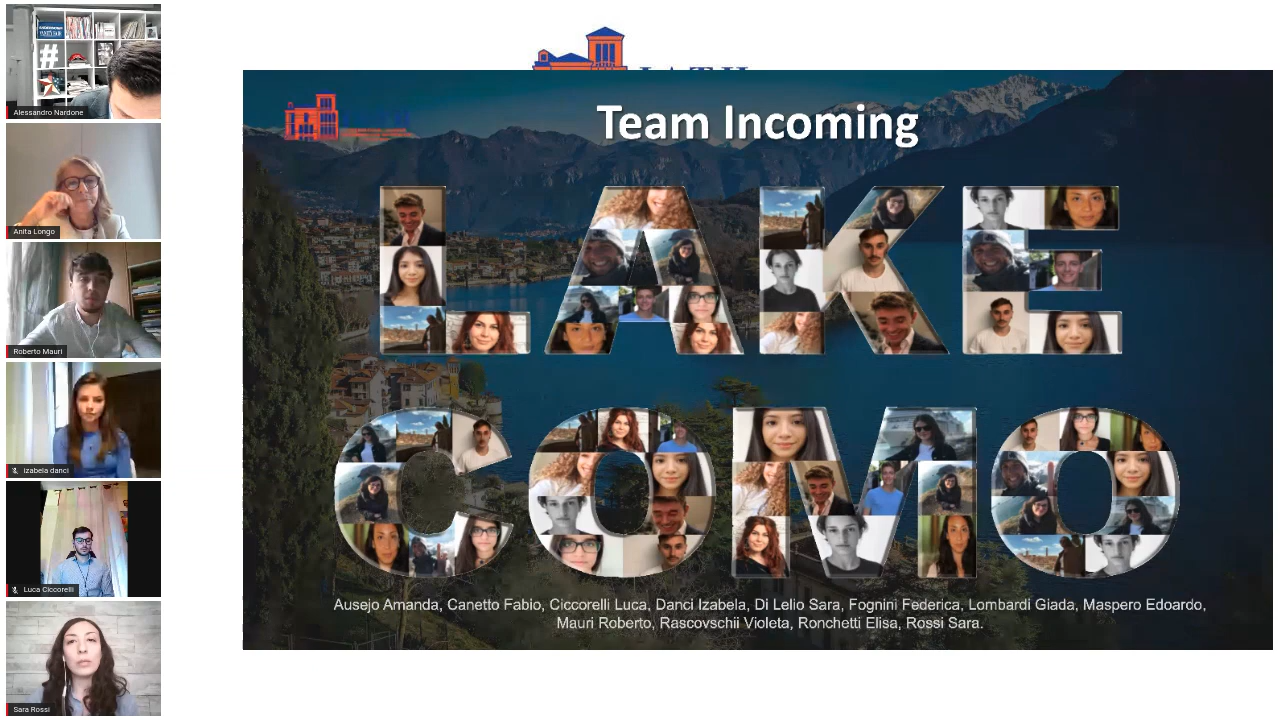 Alessandro Nardone
Anita Longo
Roberto Mauri
izabela danci
Luca Ciccorelli
Sara Rossi
#
Team Incoming
LAKE
COMO
Ausejo Amanda, Canetto Fabio, Ciccorelli Luca, Danci Izabela, Di Lelio Sara, Fognini Federica, Lombardi Giada, Maspero Edoardo,
Mauri Roberto, Rascovschii Violeta, Ronchetti Elisa, Rossi Sara.